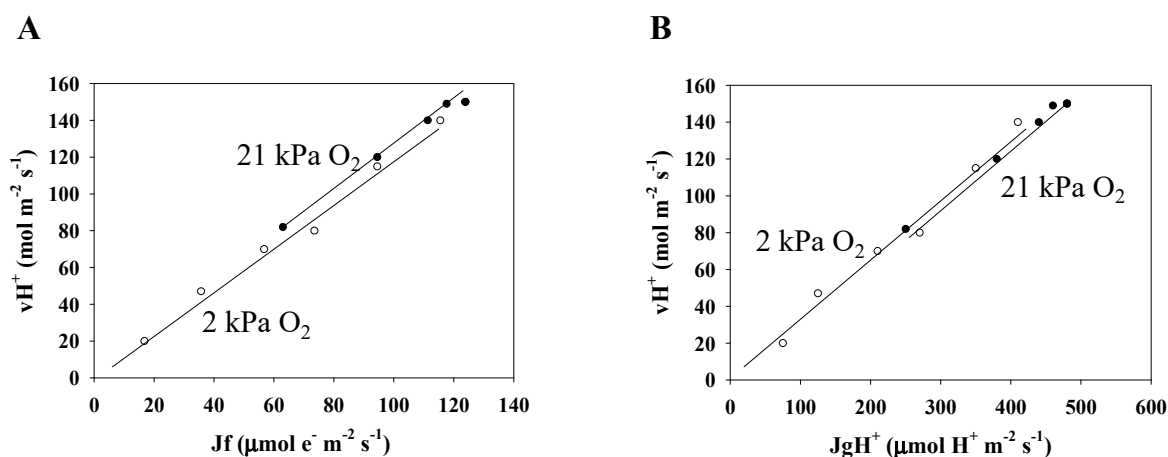 A
B
vH⁺ (mol m⁻² s⁻¹)
160
140
120
100
80
60
40
20
0
21 kPa O₂
2 kPa O₂
0 20 40 60 80 100 120 140
Jf (μmol e⁻ m⁻² s⁻¹)
vH⁺ (mol m⁻² s⁻¹)
160
140
120
100
80
60
40
20
0
2 kPa O₂
21 kPa O₂
0 100 200 300 400 500 600
JgH⁺ (μmol H⁺ m⁻² s⁻¹)